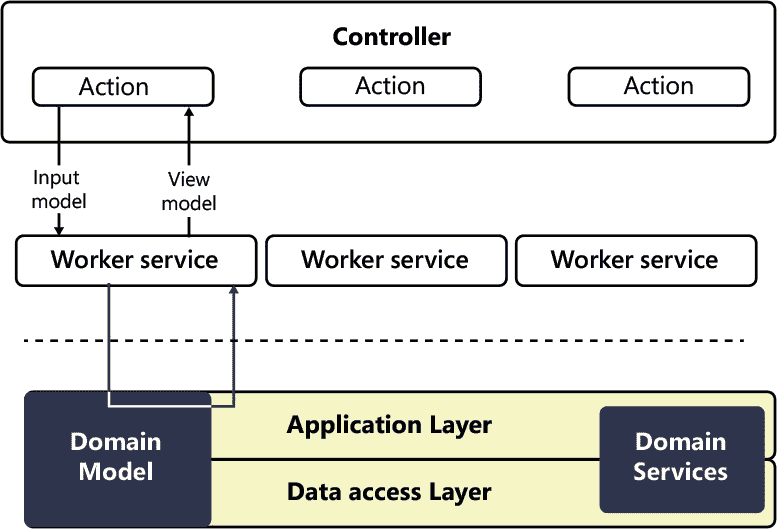 Controller
Action
Action
Action
Input
model
View
model
Worker service
Worker service
Worker service
Domain
Model
Application Layer
Data access Layer
Domain
Services